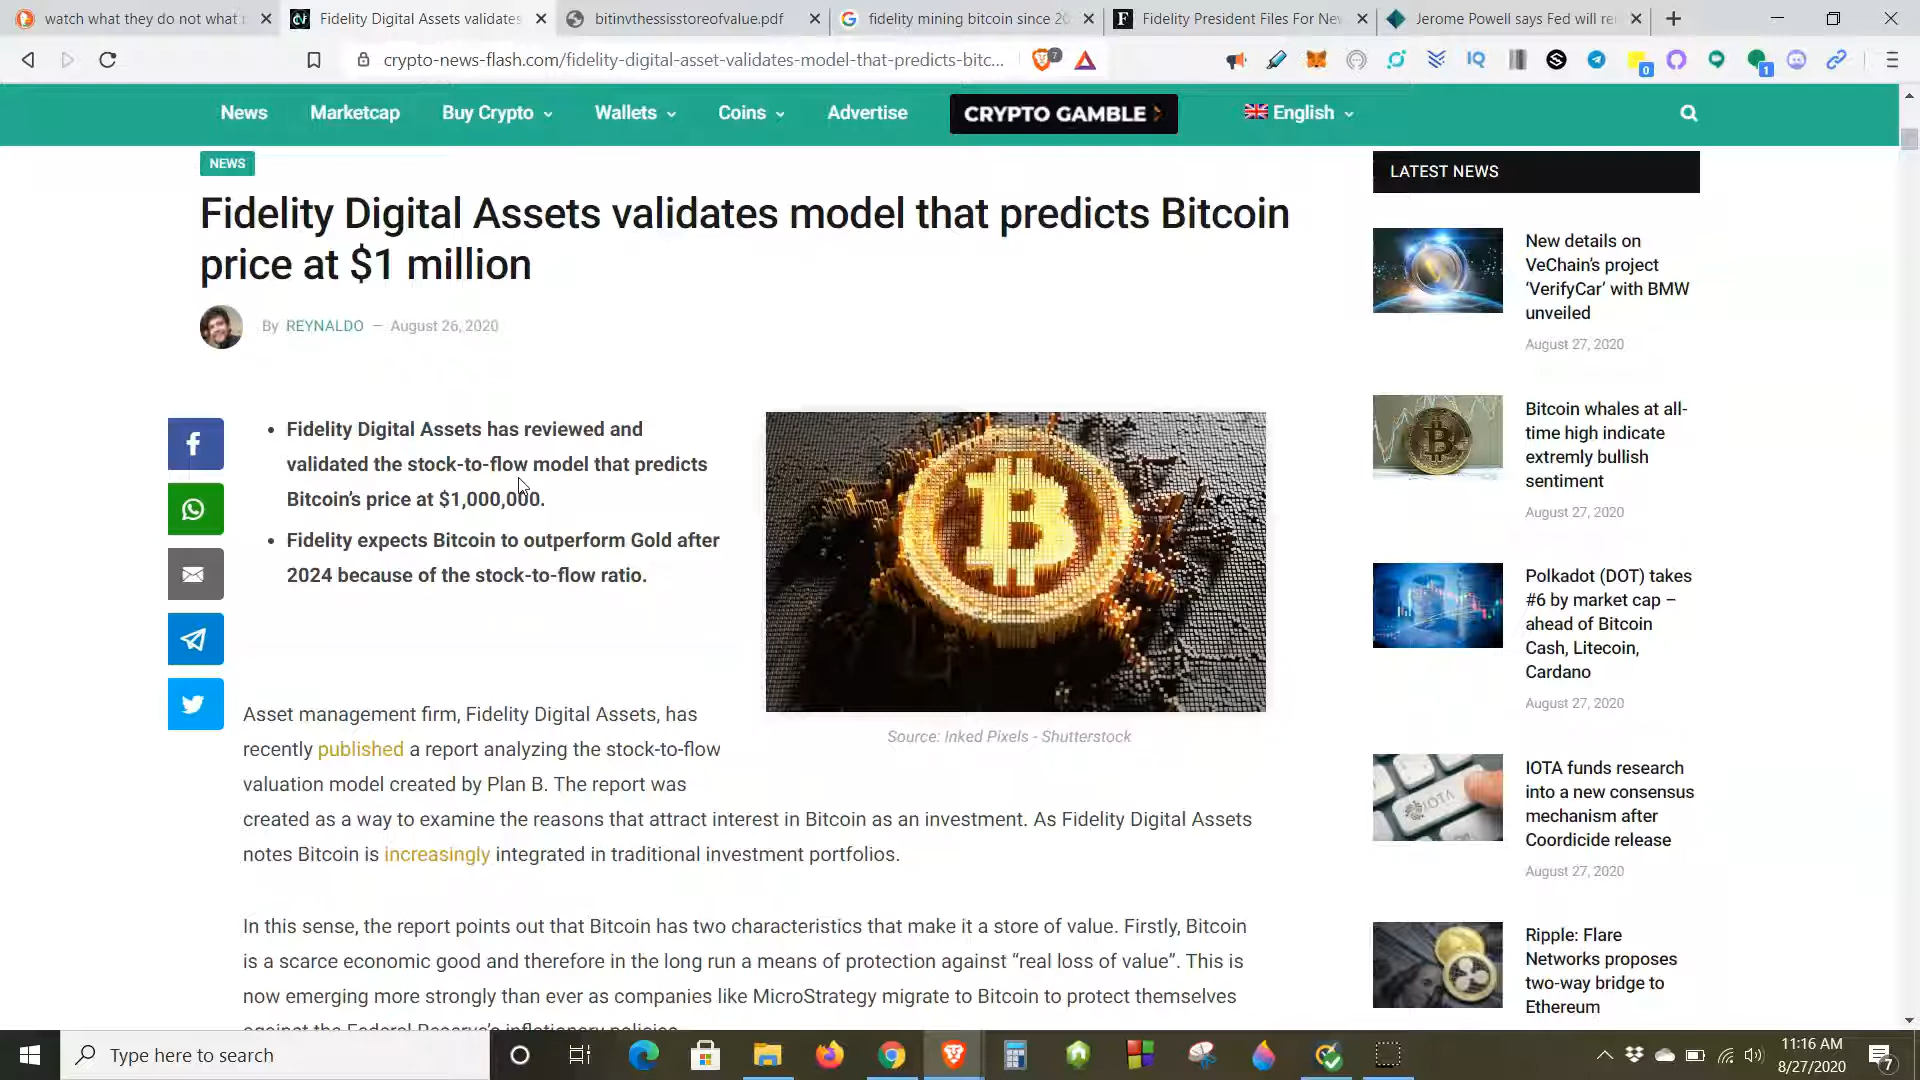 watch what they do not what
Fidelity Digital Assets validates
bitinvthessisstoreofvalue.pdf
fidelity mining bitcoin since 20
Fidelity President Files For Ne
Jerome Powell says Fed will re
crypto-news-flash.com/fidelity-digital-asset-validates-model-that-predicts-bitc...
7
IQ
0
1
News
Marketcap
Buy Crypto
Wallets
Coins
Advertise
CRYPTO GAMBLE
English
NEWS
Fidelity Digital Assets validates model that predicts Bitcoin
price at $1 million
By REYNALDO — August 26, 2020
• Fidelity Digital Assets has reviewed and
validated the stock-to-flow model that predicts
Bitcoin's price at $1,000,000.
• Fidelity expects Bitcoin to outperform Gold after
2024 because of the stock-to-flow ratio.
Source: Inked Pixels - Shutterstock
Asset management firm, Fidelity Digital Assets, has
recently published a report analyzing the stock-to-flow
valuation model created by Plan B. The report was
created as a way to examine the reasons that attract interest in Bitcoin as an investment. As Fidelity Digital Assets
notes Bitcoin is increasingly integrated in traditional investment portfolios.
In this sense, the report points out that Bitcoin has two characteristics that make it a store of value. Firstly, Bitcoin
is a scarce economic good and therefore in the long run a means of protection against “real loss of value”. This is
now emerging more strongly than ever as companies like MicroStrategy migrate to Bitcoin to protect themselves
against the Federal Reserve's inflationary policies.
LATEST NEWS
New details on
VeChain's project
‘VerifyCar’ with BMW
unveiled
August 27, 2020
Bitcoin whales at all-
time high indicate
extremly bullish
sentiment
August 27, 2020
Polkadot (DOT) takes
#6 by market cap –
ahead of Bitcoin
Cash, Litecoin,
Cardano
August 27, 2020
IOTA
IOTA funds research
into a new consensus
mechanism after
Coordicide release
August 27, 2020
Ripple: Flare
Networks proposes
two-way bridge to
Ethereum
Type here to search
11:16 AM
8/27/2020
7